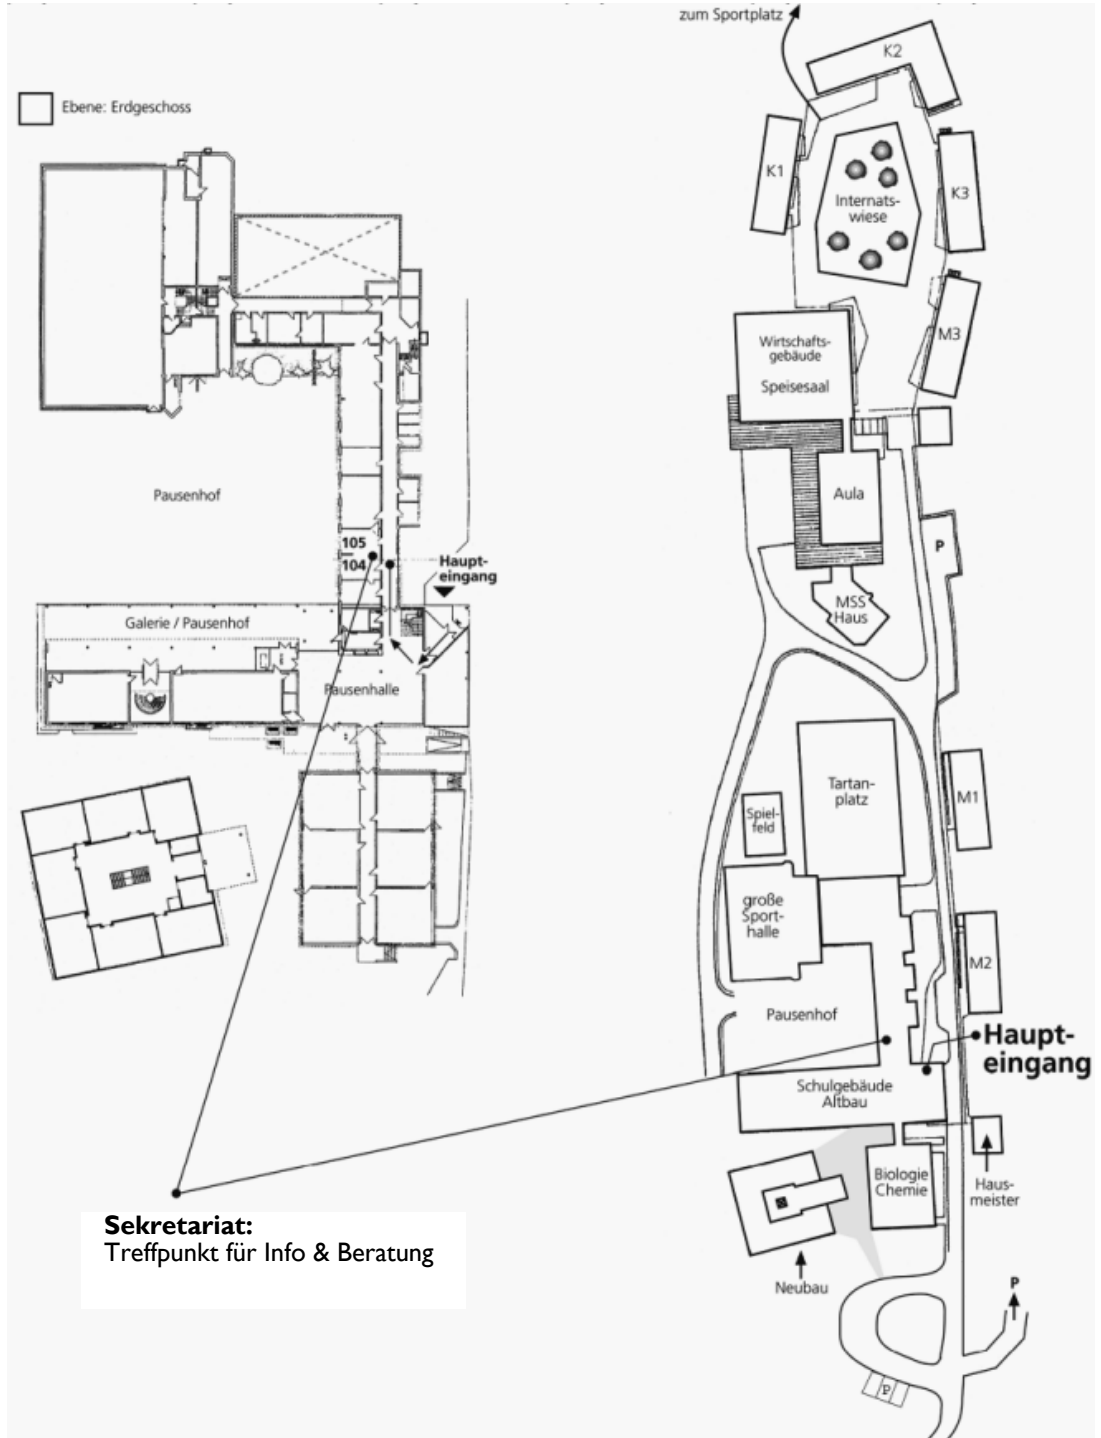 zum Sportplatz
K2
Ebene: Erdgeschoss
K1
K3
Internats-
wiese
M3
Wirtschafts-
gebäude
Speisesaal
Aula
P
MSS
Haus
Pausenhof
105
104
Haupt-
eingang
Galerie / Pausenhof
Pausenhalle
Tartan-
platz
M1
Spiel-
feld
große
Sport-
halle
M2
Pausenhof
Haupt-
eingang
Schulgebäude
Altbau
Biologie
Chemie
Haus-
meister
Neubau
P
P
Sekretariat:
Treffpunkt für Info & Beratung